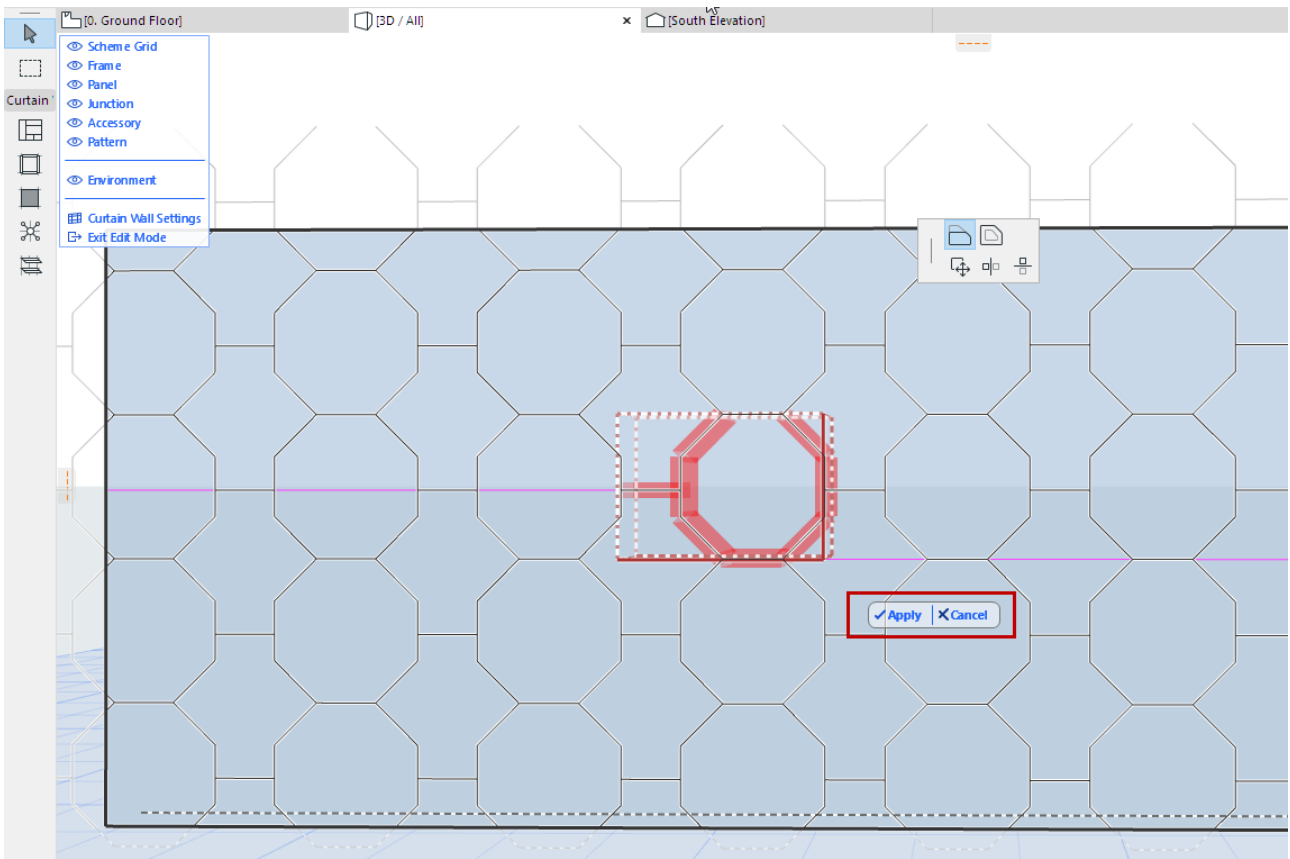 [0. Ground Floor]
[3D / All]
[South Elevation]
Scheme Grid
Frame
Panel
Junction
Accessory
Pattern
Environment
Curtain Wall Settings
Exit Edit Mode
Curtain
Apply
Cancel